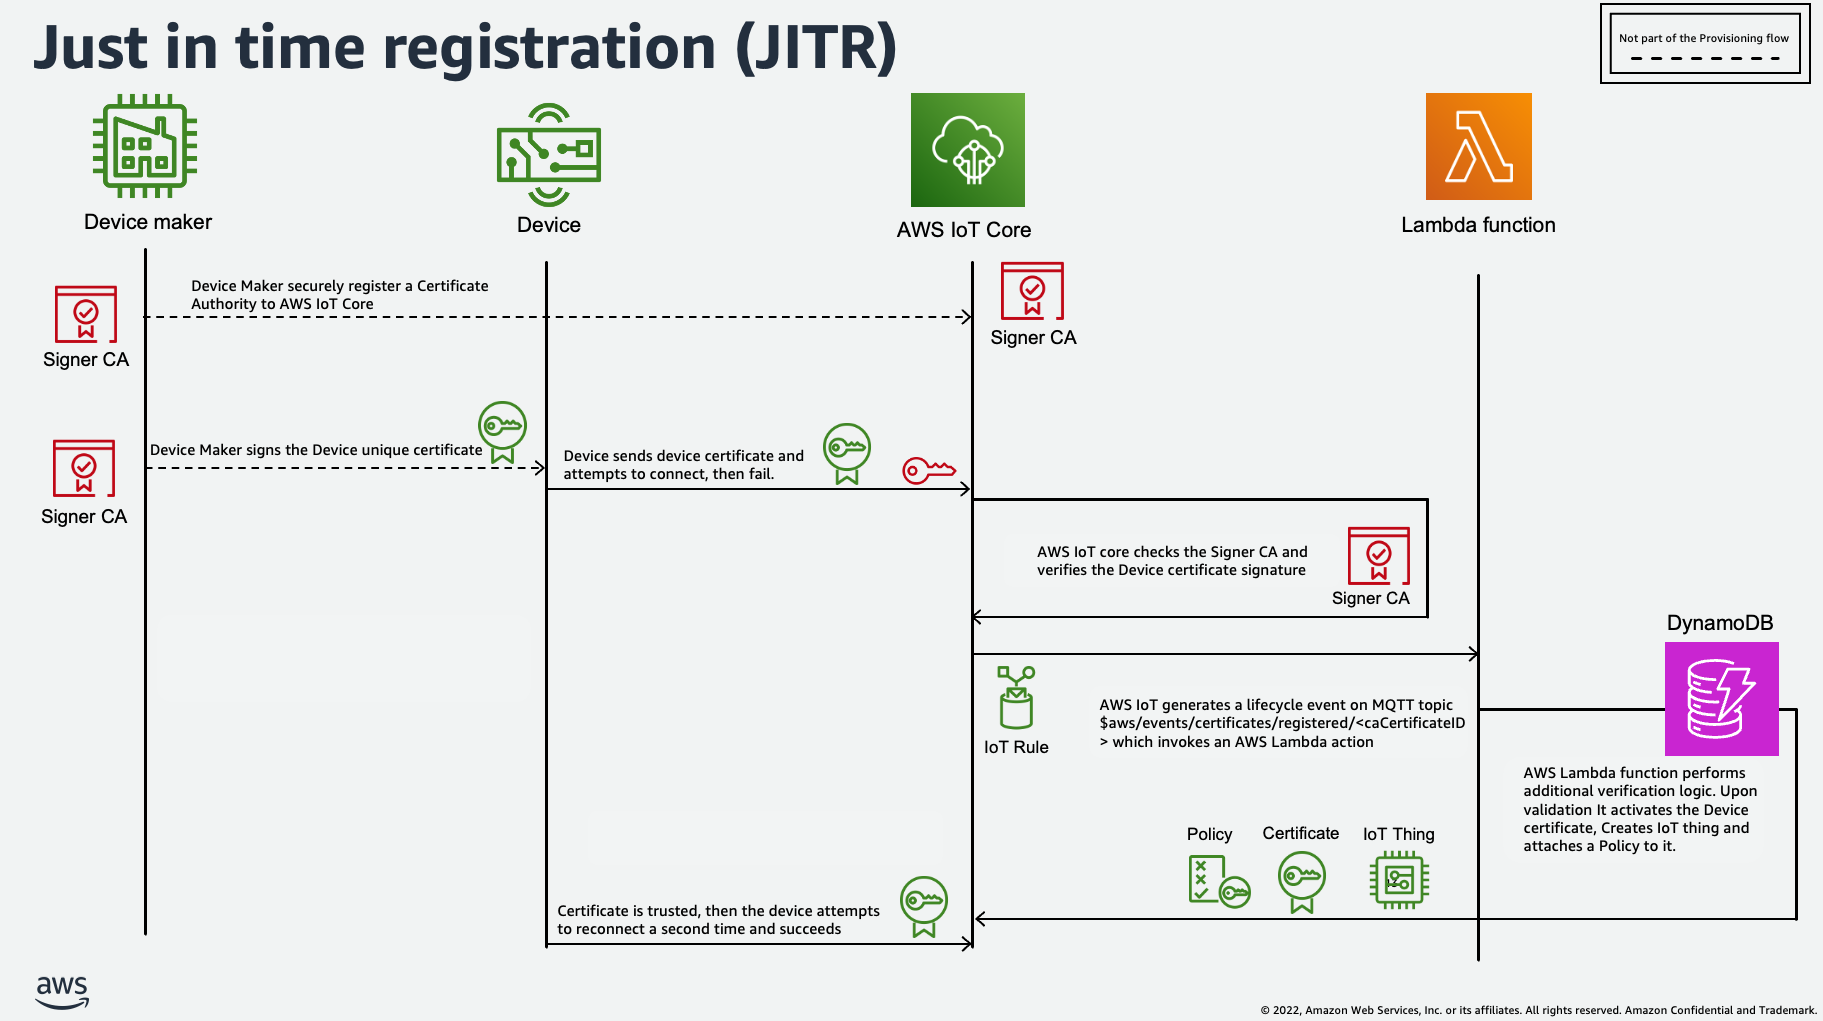 Just in time registration (JITR)
Not part of the Provisioning flow
Device maker
Device
AWS IoT Core
Lambda function
Device Maker securely register a Certificate
Authority to AWS IoT Core
Signer CA
Signer CA
Device Maker signs the Device unique certificate
Signer CA
Device sends device certificate and
attempts to connect, then fail.
AWS IoT core checks the Signer CA and
verifies the Device certificate signature
Signer CA
DynamoDB
IoT Rule
AWS IoT generates a lifecycle event on MQTT topic
$aws/events/certificates/registered/<caCertificateID
> which invokes an AWS Lambda action
AWS Lambda function performs
additional verification logic. Upon
validation It activates the Device
certificate, Creates IoT thing and
attaches a Policy to it.
Policy
Certificate
IoT Thing
Certificate is trusted, then the device attempts
to reconnect a second time and succeeds
aws
© 2022, Amazon Web Services, Inc. or its affiliates. All rights reserved. Amazon Confidential and Trademark.